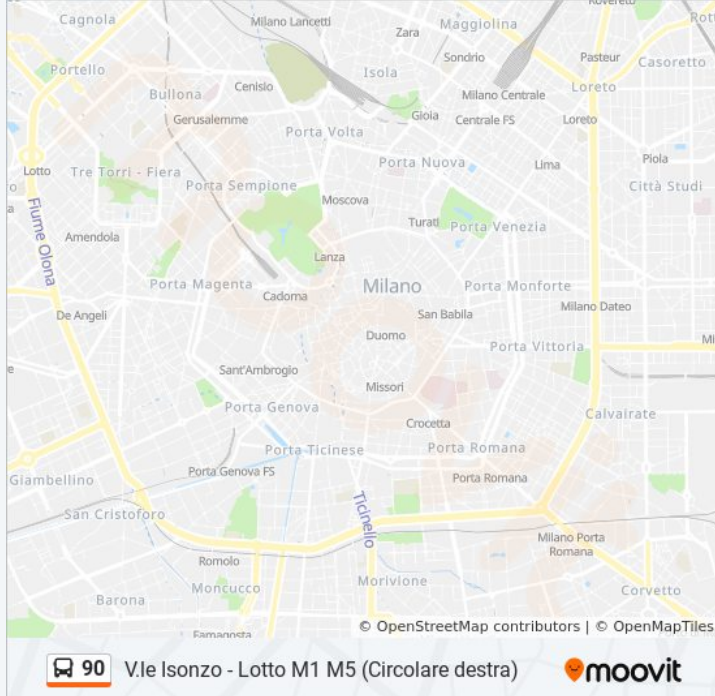 Rovereto
Cagnola
Milano Lancetti
Maggiolina
Zara
Sondrio
Pasteur
Casoretto
Portello
Isola
Loreto
Bullona
Cenisio
Milano Centrale
Gerusalemme
Gioia
Centrale FS
Loreto
Porta Volta
Lotto
Tre Torri - Fiera
Porta Nuova
Lima
Piola
Porta Sempione
Città Studi
Moscova
Fiume Olona
Turati
Porta Venezia
Amendola
Lanza
Porta Magenta
Milano
Porta Monforte
Cadorna
De Angeli
San Babila
Milano Dateo
Duomo
Porta Vittoria
Sant'Ambrogio
Missori
Porta Genova
Crocetta
Calvairate
Porta Ticinese
Porta Romana
Giambellino
Porta Genova FS
Porta Romana
Ticinello
San Cristoforo
Milano Porta
Romana
Romolo
Morivione
Moncucco
Corvetto
Barona
Famagosta
© OpenStreetMap contributors | © OpenMapTiles
90 V.le Isonzo - Lotto M1 M5 (Circolare destra)
moovit